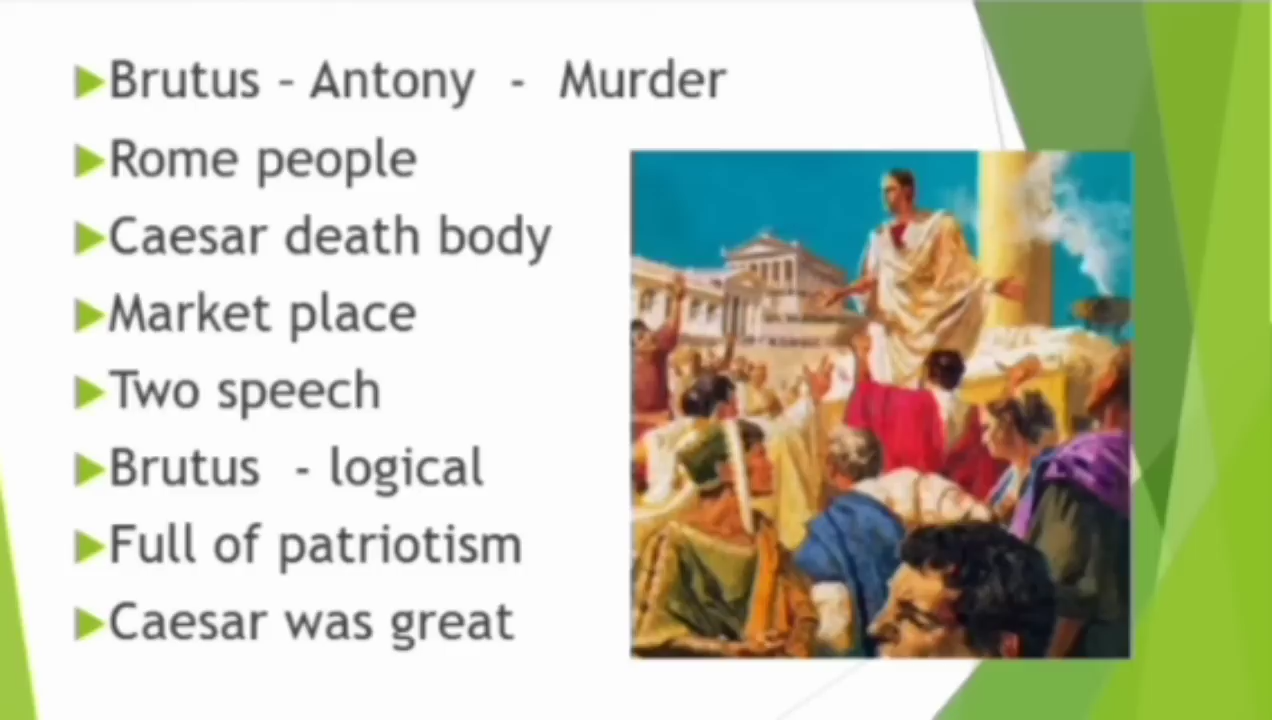 Brutus – Antony - Murder
Rome people
Caesar death body
Market place
Two speech
Brutus - logical
Full of patriotism
Caesar was great